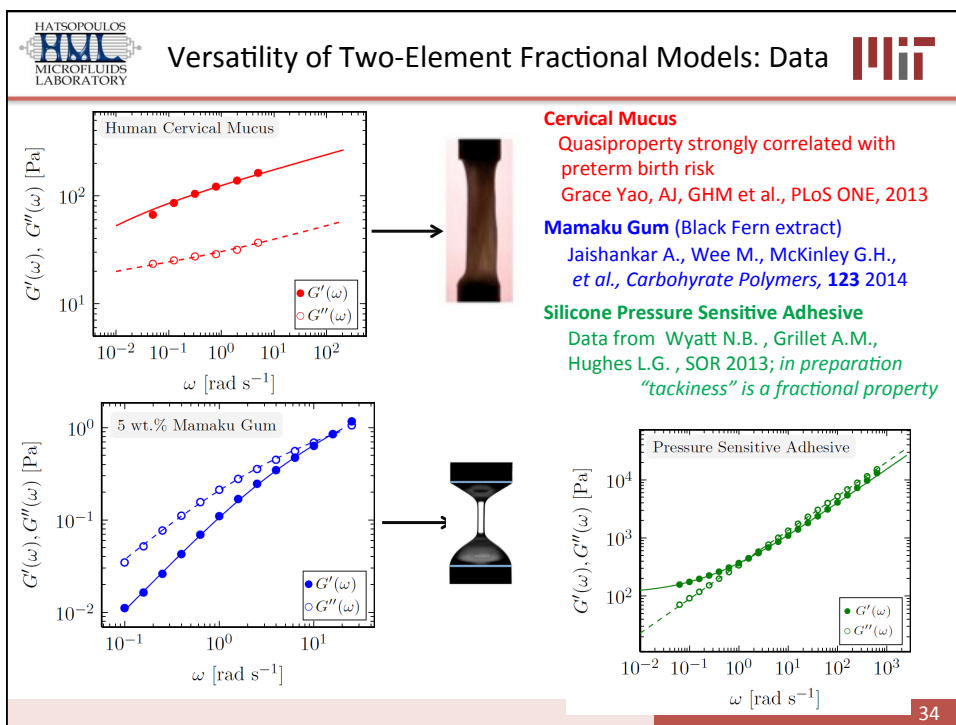 HATSOPOULOS
HML
MICROFLUIDS
LABORATORY
Versatility of Two-Element Fractional Models: Data
MIT
Human Cervical Mucus
G′(ω), G″(ω) [Pa]
10²
10¹
G′(ω)
G″(ω)
10⁻² 10⁻¹ 10⁰ 10¹ 10²
ω [rad s⁻¹]
Cervical Mucus
Quasiproperty strongly correlated with
preterm birth risk
Grace Yao, AJ, GHM et al., PLoS ONE, 2013
Mamaku Gum (Black Fern extract)
Jaishankar A., Wee M., McKinley G.H.,
et al., Carbohyrate Polymers, 123 2014
Silicone Pressure Sensitive Adhesive
Data from Wyatt N.B. , Grillet A.M.,
Hughes L.G. , SOR 2013; in preparation
"tackiness" is a fractional property
5 wt.% Mamaku Gum
G′(ω), G″(ω) [Pa]
10⁰
10⁻¹
10⁻²
G′(ω)
G″(ω)
10⁻¹ 10⁰ 10¹
ω [rad s⁻¹]
Pressure Sensitive Adhesive
G′(ω), G″(ω) [Pa]
10⁴
10³
10²
G′(ω)
G″(ω)
10⁻² 10⁻¹ 10⁰ 10¹ 10² 10³
ω [rad s⁻¹]
34